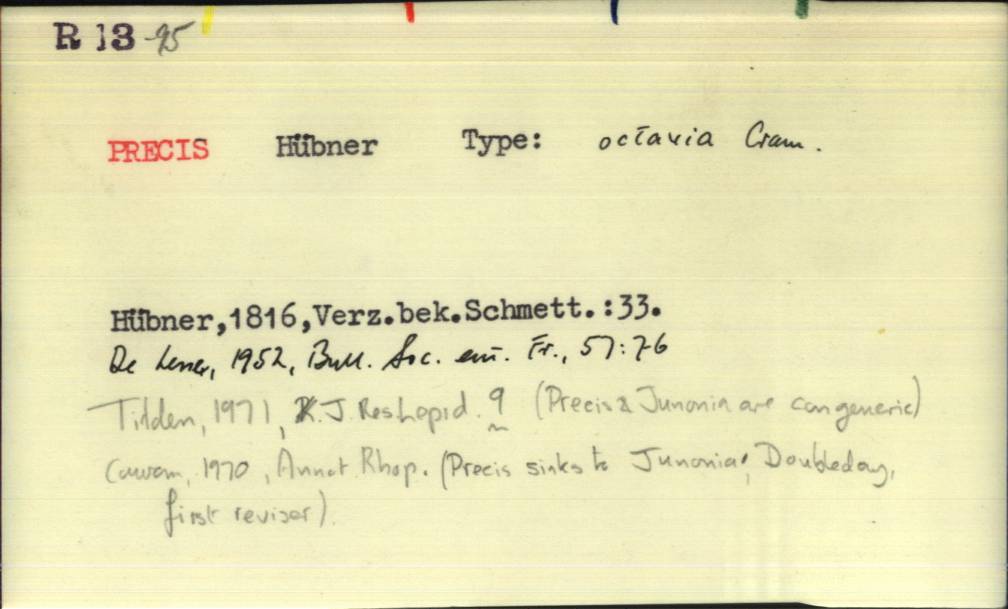 R 13-95
PRECIS Hübner Type: octavia Cram.
Hübner,1816,Verz.bek.Schmett.:33.
De Lesse, 1952, Bull. Soc. ent. Fr., 57:76
Tilden, 1971, J. Res Lepid. 9 (Precis & Junonia are congeneric)
Cowan, 1970, Annot. Rhop. (Precis sinks to Junonia, Doubleday,
first reviser).